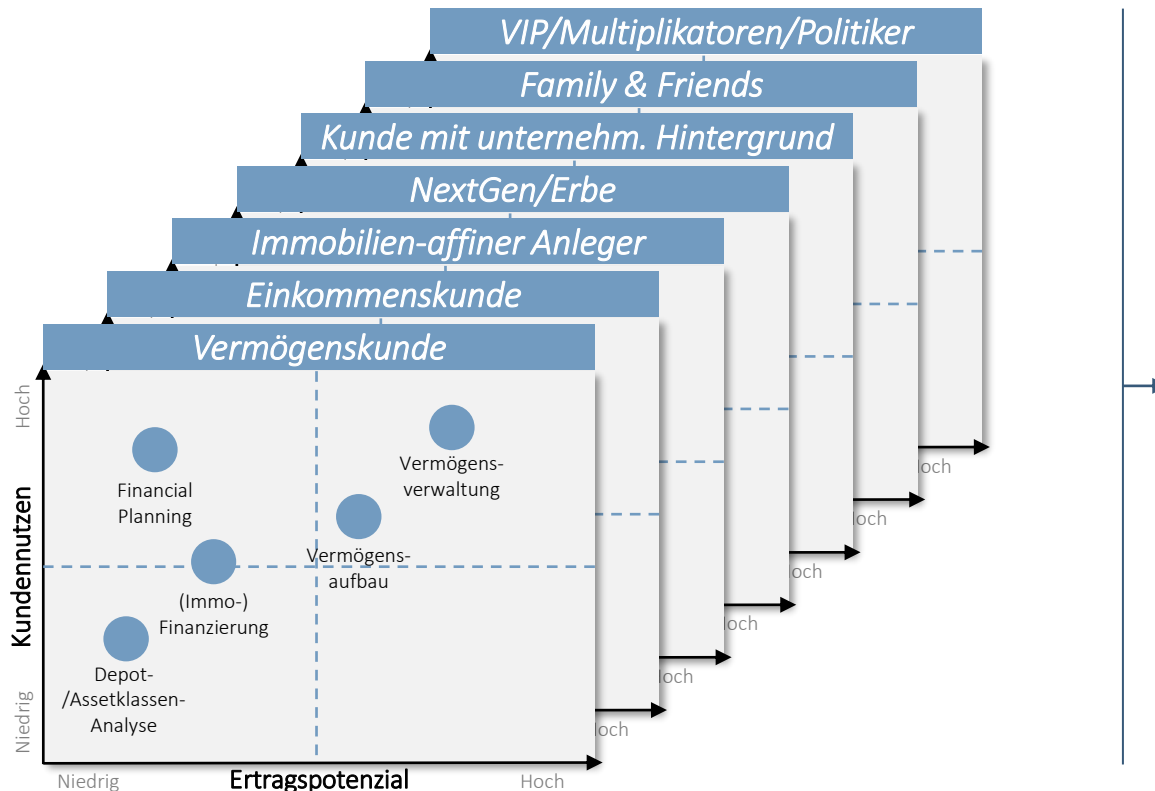 VIP/Multiplikatoren/Politiker
Family & Friends
Kunde mit unternehm. Hintergrund
NextGen/Erbe
Immobilien-affiner Anleger
Einkommenskunde
Vermögenskunde
Hoch
Kundennutzen
Niedrig
Financial
Planning
Vermögens-
verwaltung
Vermögens-
aufbau
(Immo-)
Finanzierung
Depot-
/Assetklassen-
Analyse
Niedrig
Ertragspotenzial
Hoch